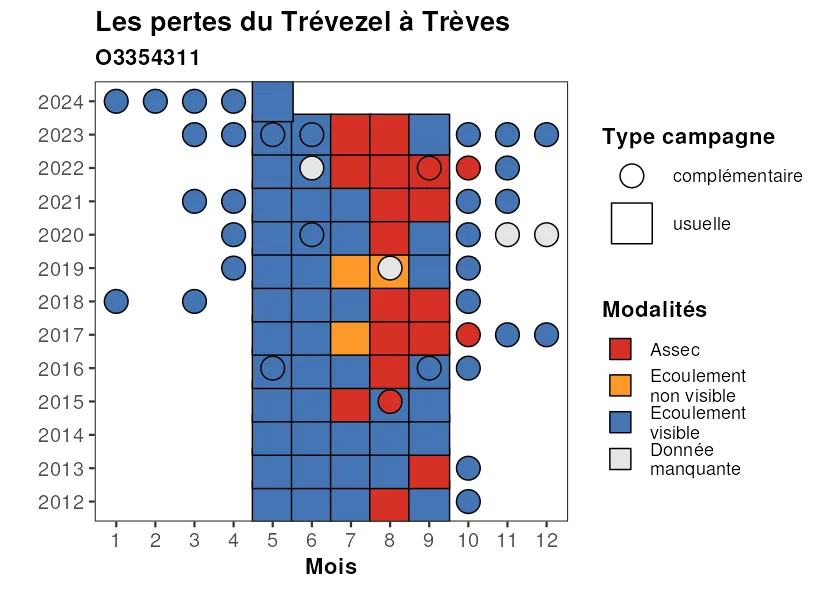 Les pertes du Trévezel à Trèves
O3354311
2024
2023
2022
2021
2020
2019
2018
2017
2016
2015
2014
2013
2012
1 2 3 4 5 6 7 8 9 10 11 12
Mois
Type campagne
complémentaire
usuelle
Modalités
Assec
Ecoulement
non visible
Ecoulement
visible
Donnée
manquante